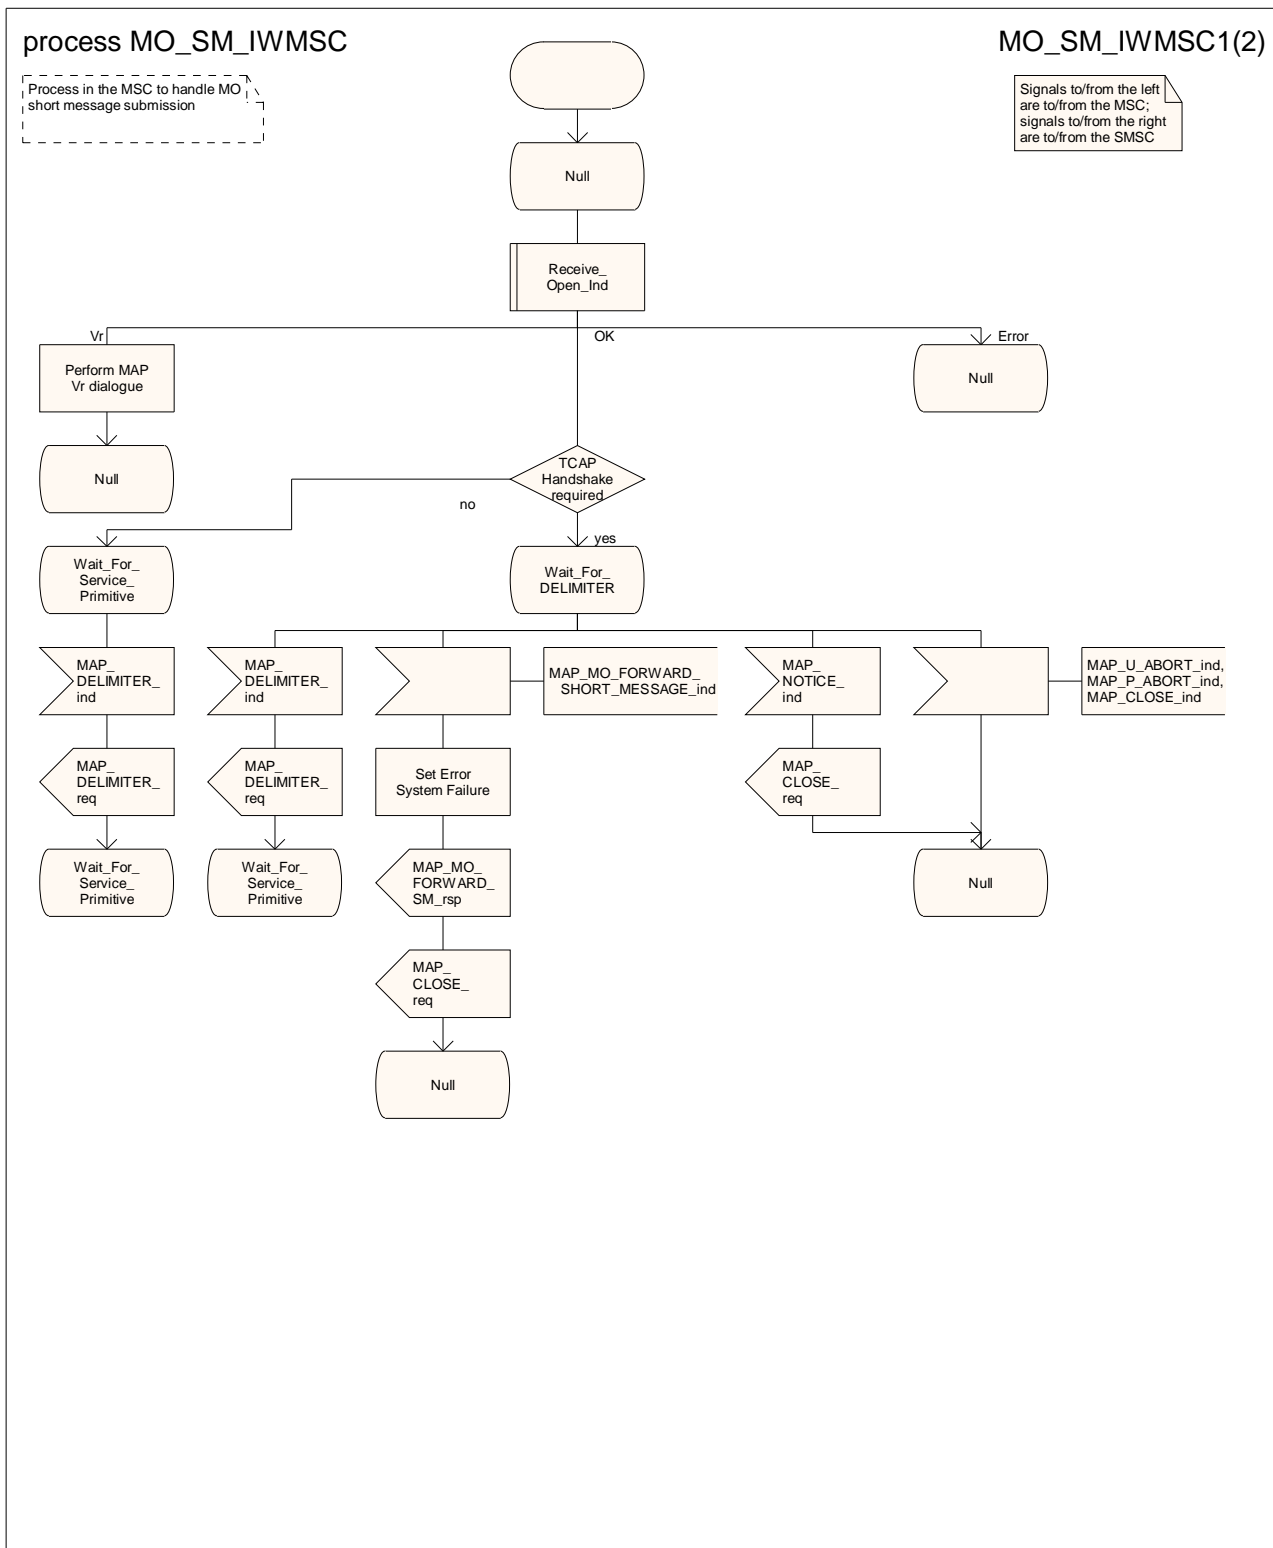 process MO_SM_IWMSC
MO_SM_IWMSC1(2)
Process in the MSC to handle MO
short message submission
Signals to/from the left
are to/from the MSC;
signals to/from the right
are to/from the SMSC
Null
Receive_
Open_Ind
Vr
OK
Error
Perform MAP
Vr dialogue
Null
Null
TCAP
Handshake
required
no
yes
Wait_For_
Service_
Primitive
Wait_For_
DELIMITER
MAP_
DELIMITER_
ind
MAP_
DELIMITER_
ind
MAP_MO_FORWARD_
SHORT_MESSAGE_ind
MAP_
NOTICE_
ind
MAP_U_ABORT_ind,
MAP_P_ABORT_ind,
MAP_CLOSE_ind
MAP_
DELIMITER_
req
MAP_
DELIMITER_
req
Set Error
System Failure
MAP_
CLOSE_
req
Wait_For_
Service_
Primitive
Wait_For_
Service_
Primitive
MAP_MO_
FORWARD_
SM_rsp
Null
MAP_
CLOSE_
req
Null